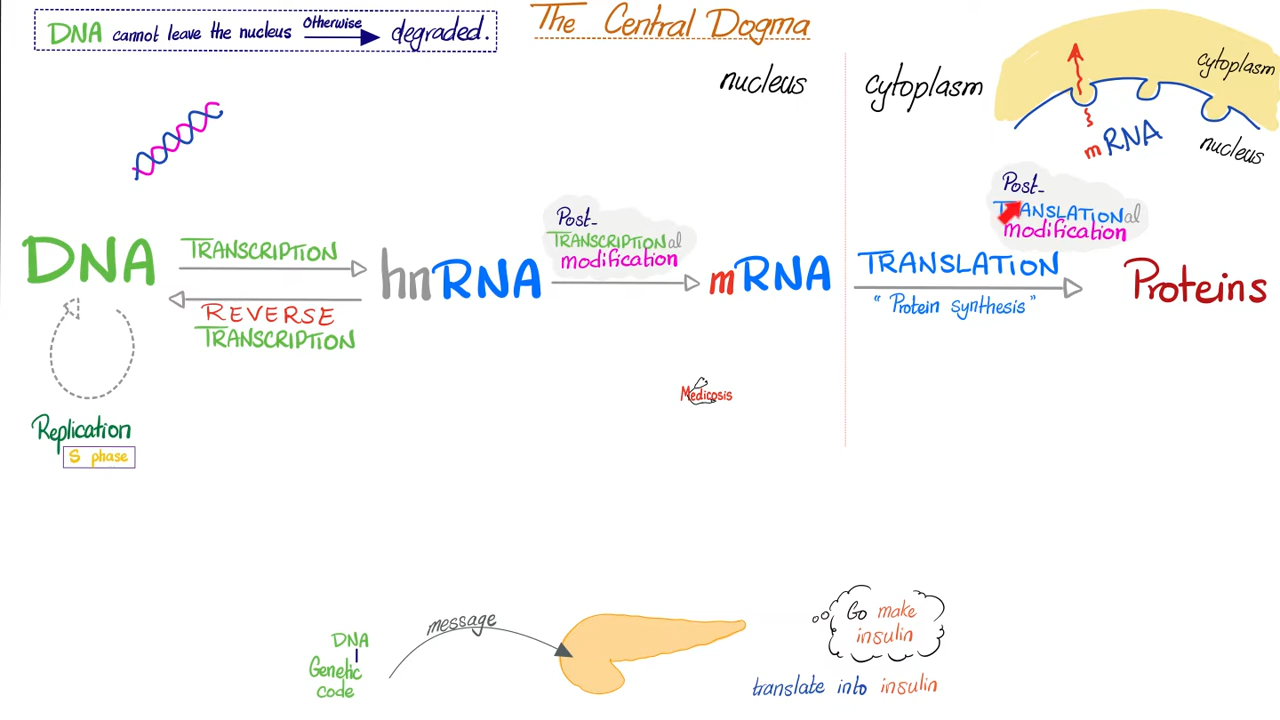 The Central Dogma
DNA cannot leave the nucleus Otherwise degraded.
nucleus
cytoplasm
cytoplasm
mRNA
nucleus
DNA
TRANSCRIPTION
REVERSE
TRANSCRIPTION
hnRNA
Post-
TRANSCRIPTIONal
modification
mRNA
TRANSLATION
" Protein synthesis "
Post-
TRANSLATIONal
modification
Proteins
Replication
S phase
Medicosis
DNA
Genetic
code
message
Go make
insulin
translate into insulin